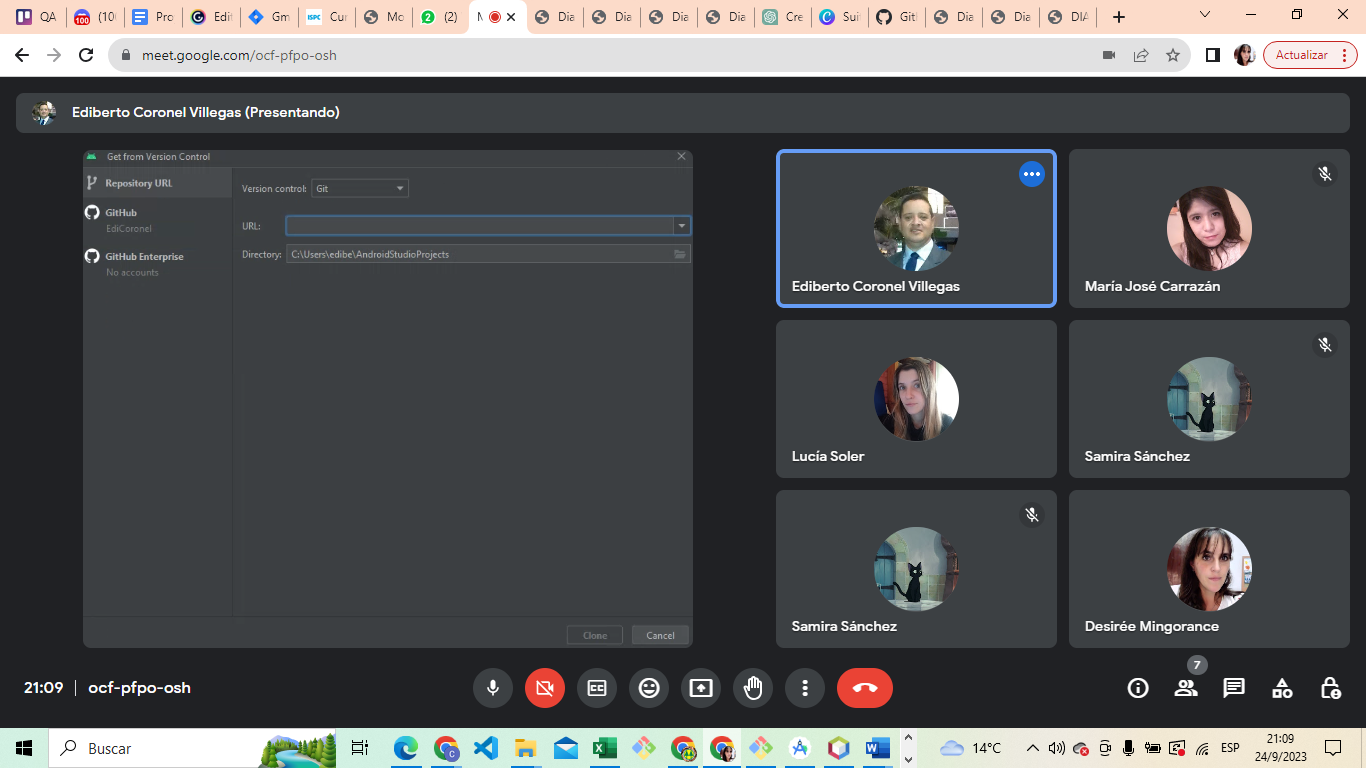 QA
100
(10
Pro
Edit
Gm
ISPC
Cur
Mo
2
(2)
M
Dia
Dia
Dia
Dia
Cre
Sui
Git
Dia
Dia
DIA
meet.google.com/ocf-pfpo-osh
Actualizar
Ediberto Coronel Villegas (Presentando)
Get from Version Control
Repository URL
GitHub
EdiCoronel
GitHub Enterprise
No accounts
Version control:
Git
URL:
Directory:
C:\Users\edibe\AndroidStudioProjects
Clone
Cancel
Ediberto Coronel Villegas
María José Carrazán
Lucía Soler
Samira Sánchez
Samira Sánchez
Desirée Mingorance
21:09
ocf-pfpo-osh
7
Buscar
14°C
ESP
21:09
24/9/2023